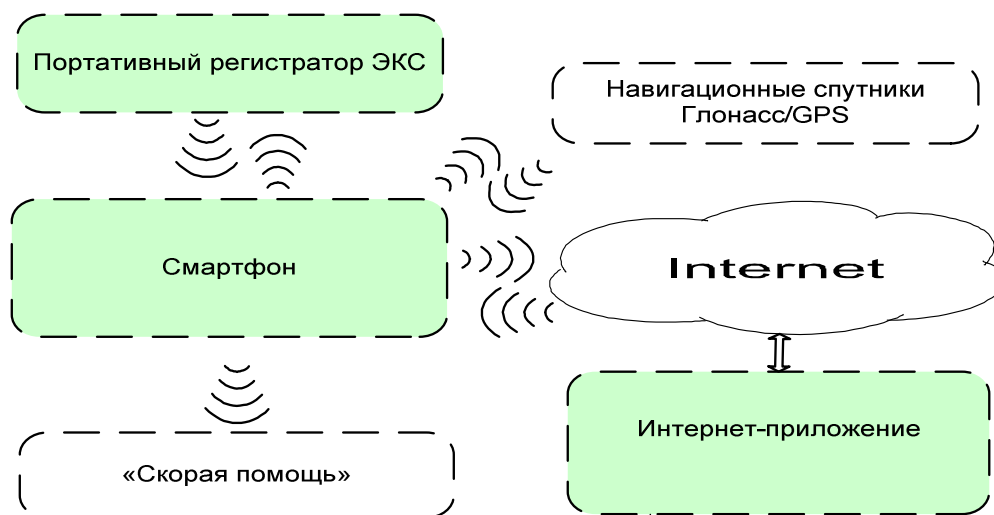 Портативный регистратор ЭКС
Навигационные спутники
Глонасс/GPS
Смартфон
Internet
Интернет-приложение
«Скорая помощь»